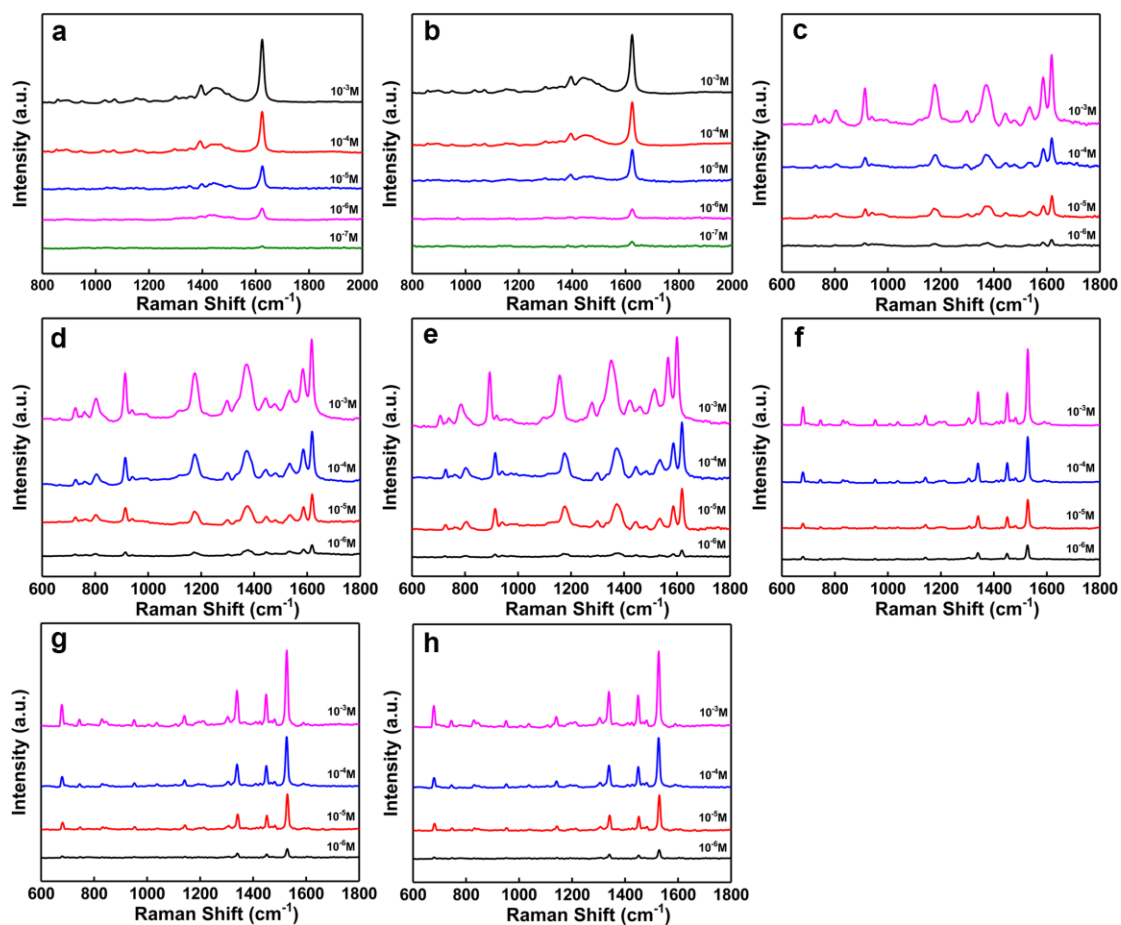 a
10⁻³M
10⁻⁴M
10⁻⁵M
10⁻⁶M
10⁻⁷M
800 1000 1200 1400 1600 1800 2000
Raman Shift (cm⁻¹)
Intensity (a.u.)
b
10⁻³M
10⁻⁴M
10⁻⁵M
10⁻⁶M
10⁻⁷M
800 1000 1200 1400 1600 1800 2000
Raman Shift (cm⁻¹)
Intensity (a.u.)
c
10⁻³M
10⁻⁴M
10⁻⁵M
10⁻⁶M
600 800 1000 1200 1400 1600 1800
Raman Shift (cm⁻¹)
Intensity (a.u.)
d
10⁻³M
10⁻⁴M
10⁻⁵M
10⁻⁶M
600 800 1000 1200 1400 1600 1800
Raman Shift (cm⁻¹)
Intensity (a.u.)
e
10⁻³M
10⁻⁴M
10⁻⁵M
10⁻⁶M
600 800 1000 1200 1400 1600 1800
Raman Shift (cm⁻¹)
Intensity (a.u.)
f
10⁻³M
10⁻⁴M
10⁻⁵M
10⁻⁶M
600 800 1000 1200 1400 1600 1800
Raman Shift (cm⁻¹)
Intensity (a.u.)
g
10⁻³M
10⁻⁴M
10⁻⁵M
10⁻⁶M
600 800 1000 1200 1400 1600 1800
Raman Shift (cm⁻¹)
Intensity (a.u.)
h
10⁻³M
10⁻⁴M
10⁻⁵M
10⁻⁶M
600 800 1000 1200 1400 1600 1800
Raman Shift (cm⁻¹)
Intensity (a.u.)